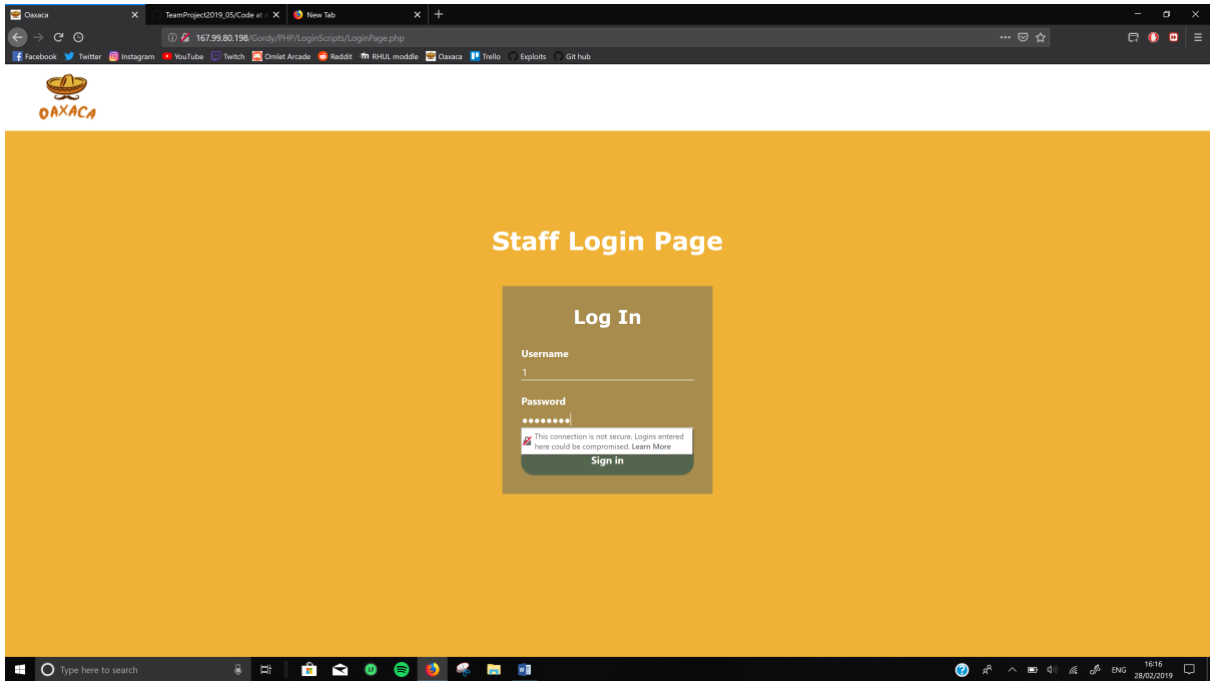 Oaxaca
TeamProject2019_05/Code at
New Tab
167.99.80.198/Gordy/PHP/LoginScripts/LoginPage.php
Facebook Twitter Instagram YouTube Twitch Omlet Arcade Reddit RHUL moddle Oaxaca Trello Exploits Git hub
OAXACA
Staff Login Page
Log In
Username
1
Password
This connection is not secure. Logins entered
here could be compromised. Learn More
Sign in
Type here to search
ENG
16:16
28/02/2019